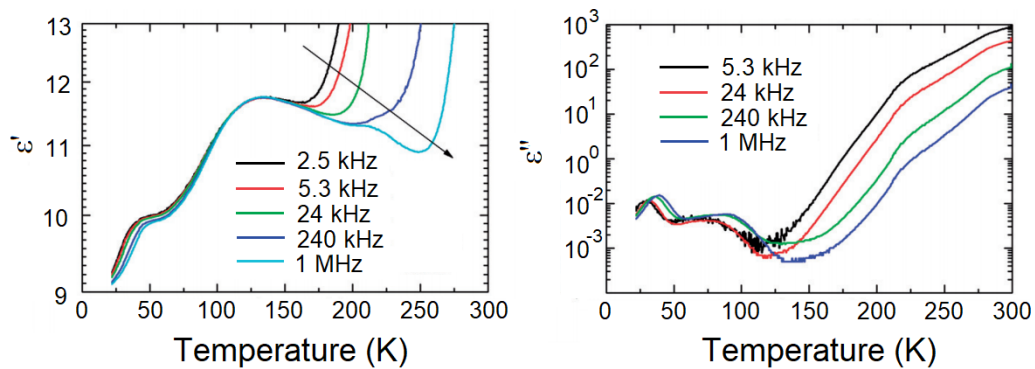 13
12
11
10
9
ε'
2.5 kHz
5.3 kHz
24 kHz
240 kHz
1 MHz
0 50 100 150 200 250 300
Temperature (K)
10³
10²
10¹
10⁰
10⁻²
10⁻³
ε''
5.3 kHz
24 kHz
240 kHz
1 MHz
0 50 100 150 200 250 300
Temperature (K)